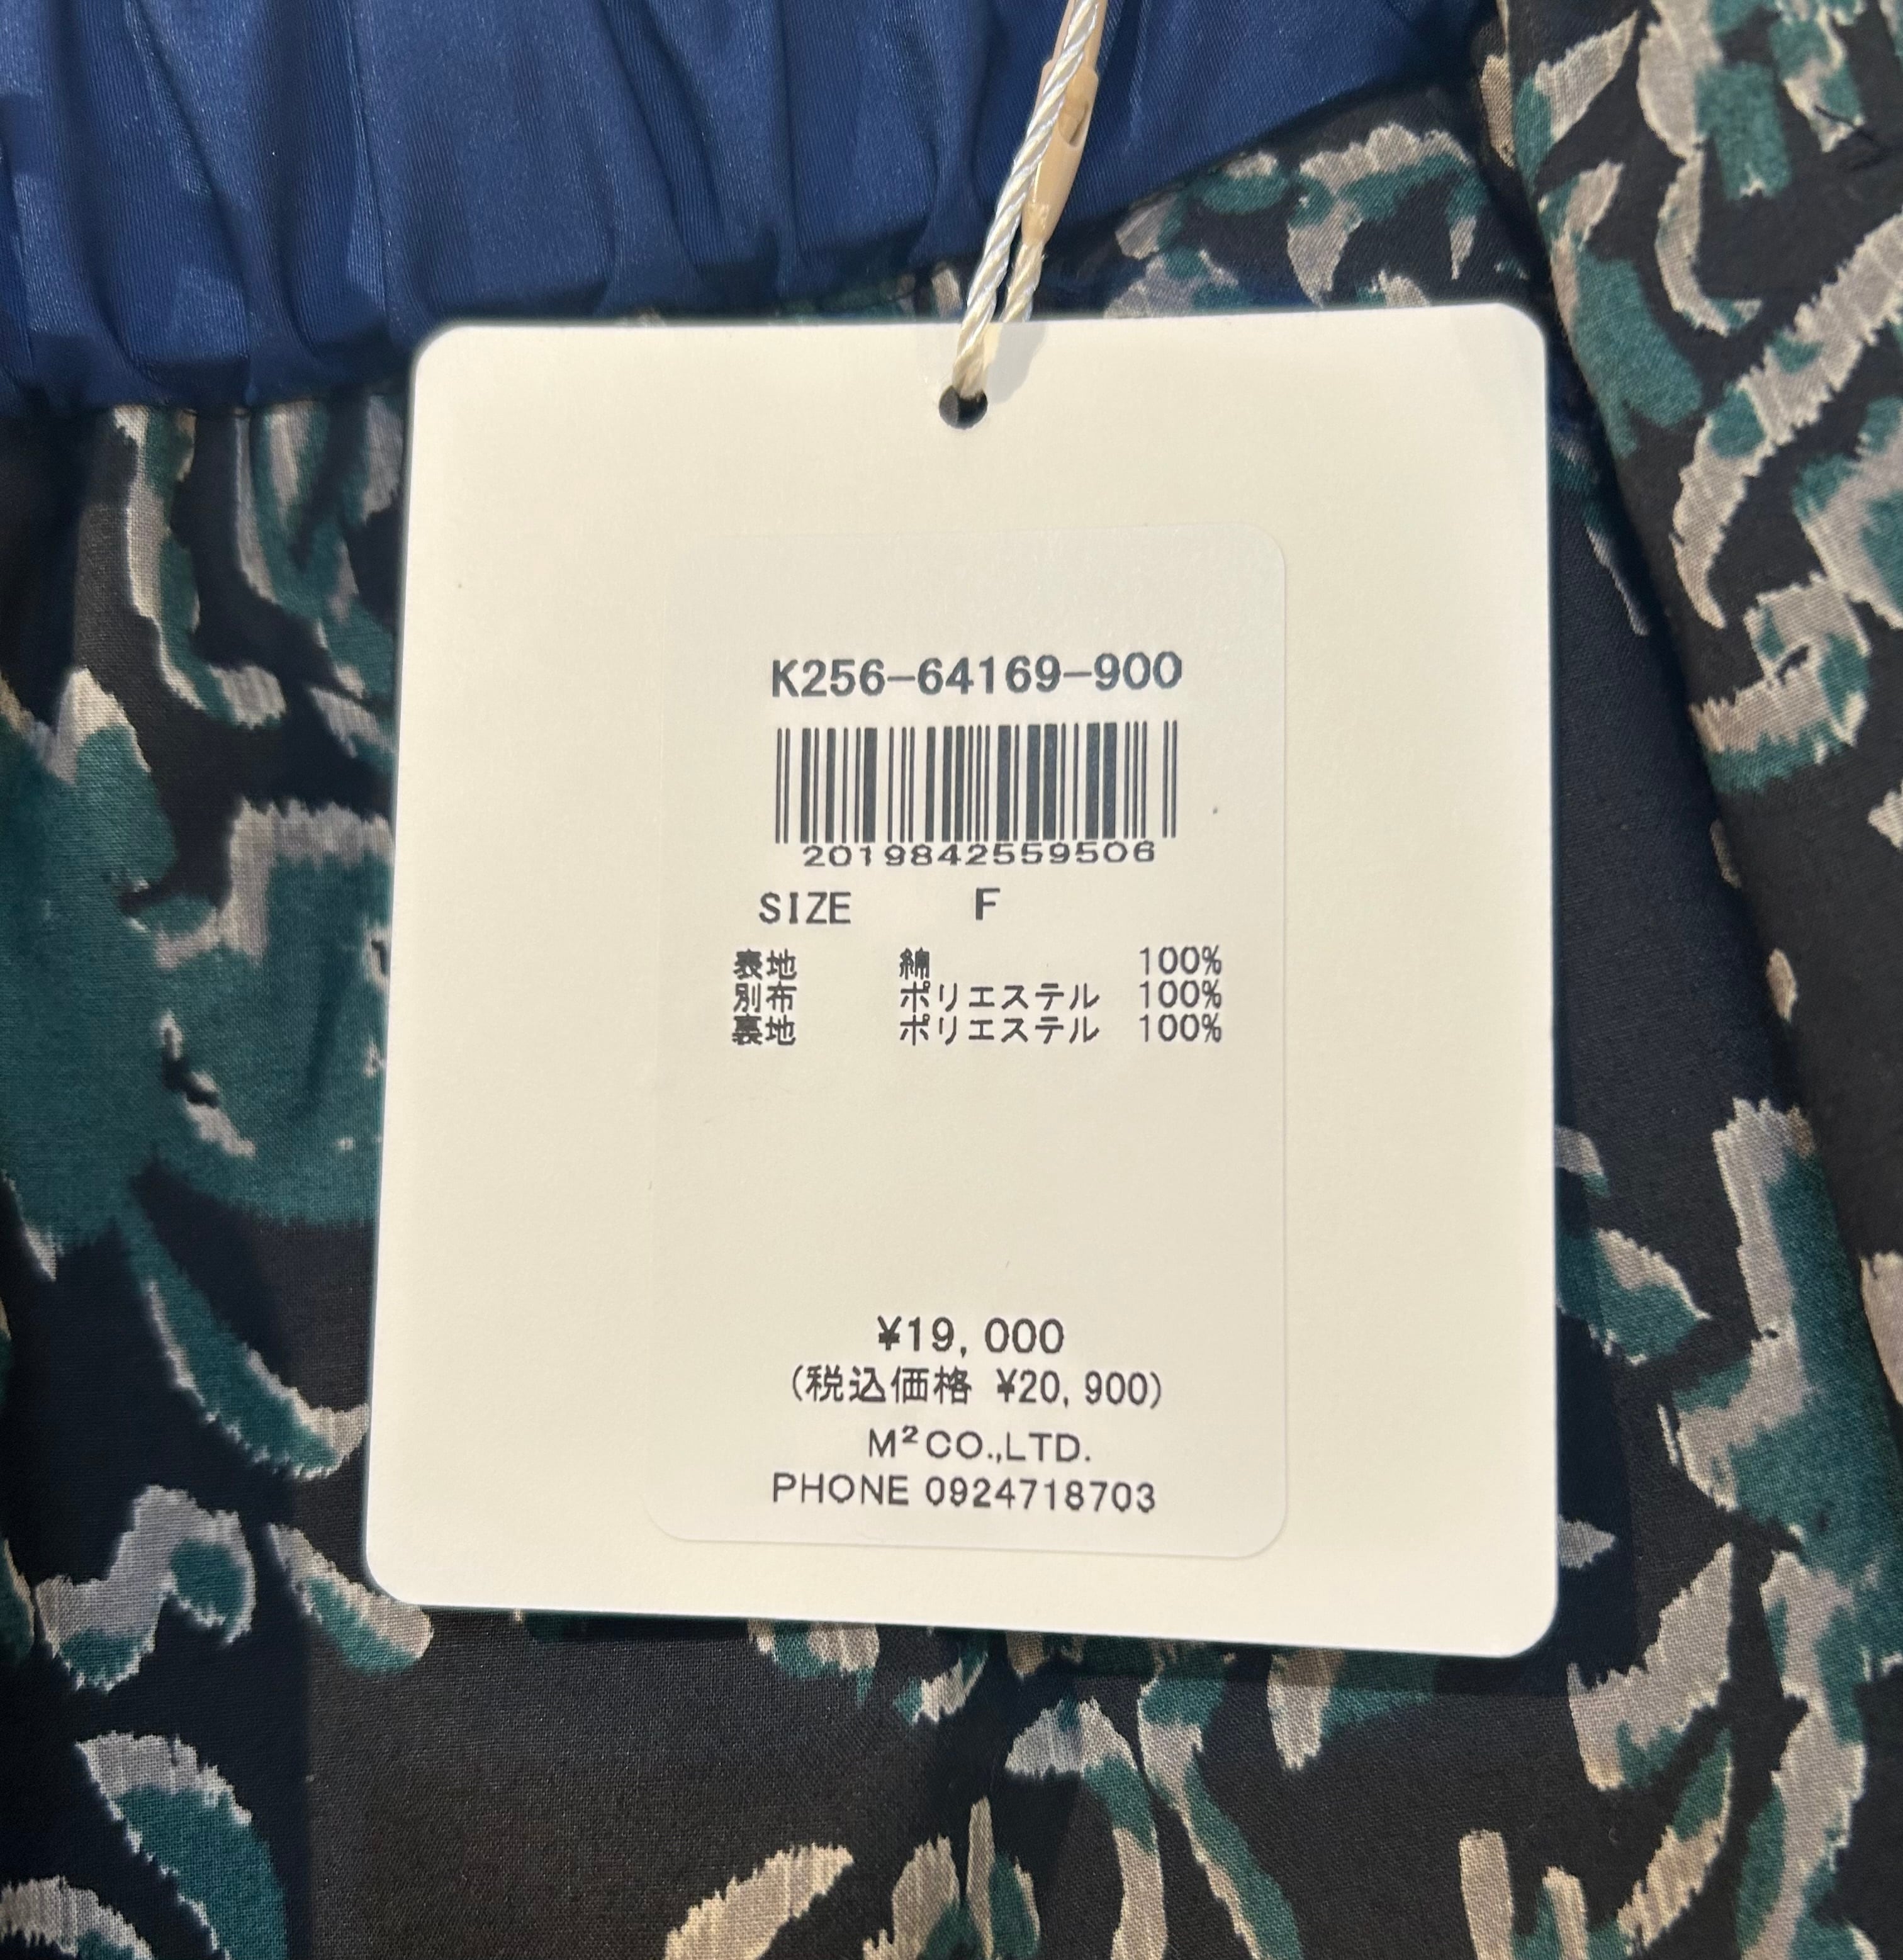 K256-64169-900
2019842559506
SIZE F
表地 綿 100%
別布 ポリエステル 100%
裏地 ポリエステル 100%
¥19,000
(税込価格 ¥20,900)
M²CO.,LTD.
PHONE 0924718703